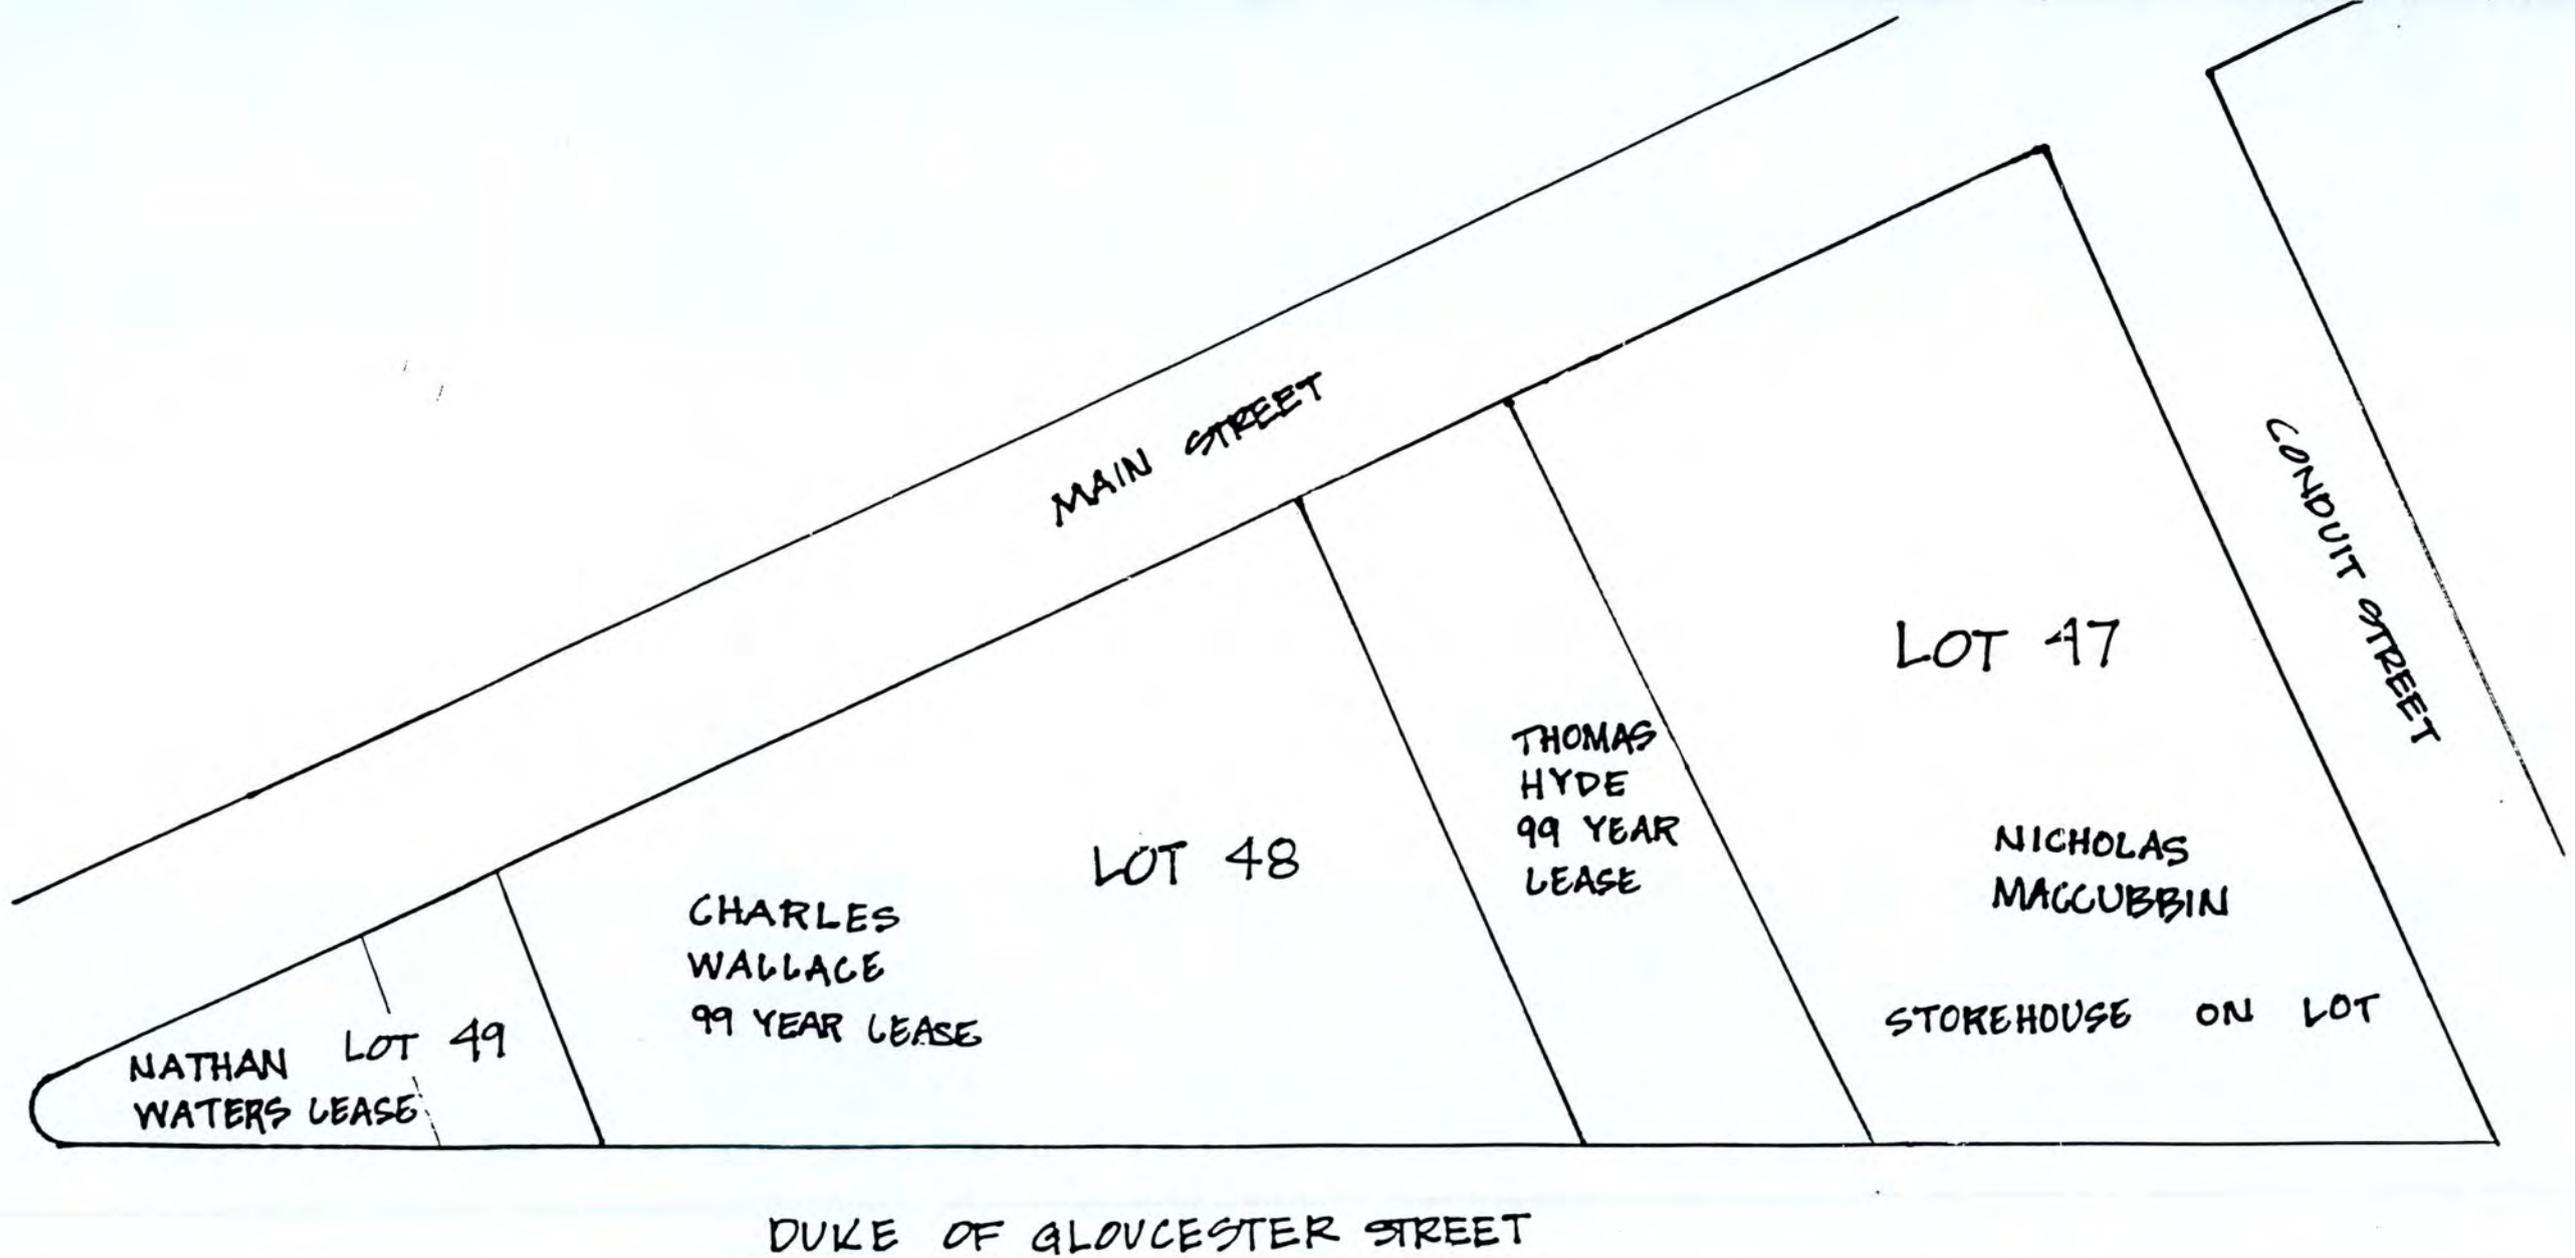 MAIN STREET
CONDUIT STREET
LOT 47
THOMAS
HYDE
99 YEAR
LEASE
NICHOLAS
MACCUBBIN
STOREHOUSE ON LOT
LOT 48
CHARLES
WALLACE
99 YEAR LEASE
LOT 49
NATHAN
WATERS LEASE
DUKE OF GLOUCESTER STREET